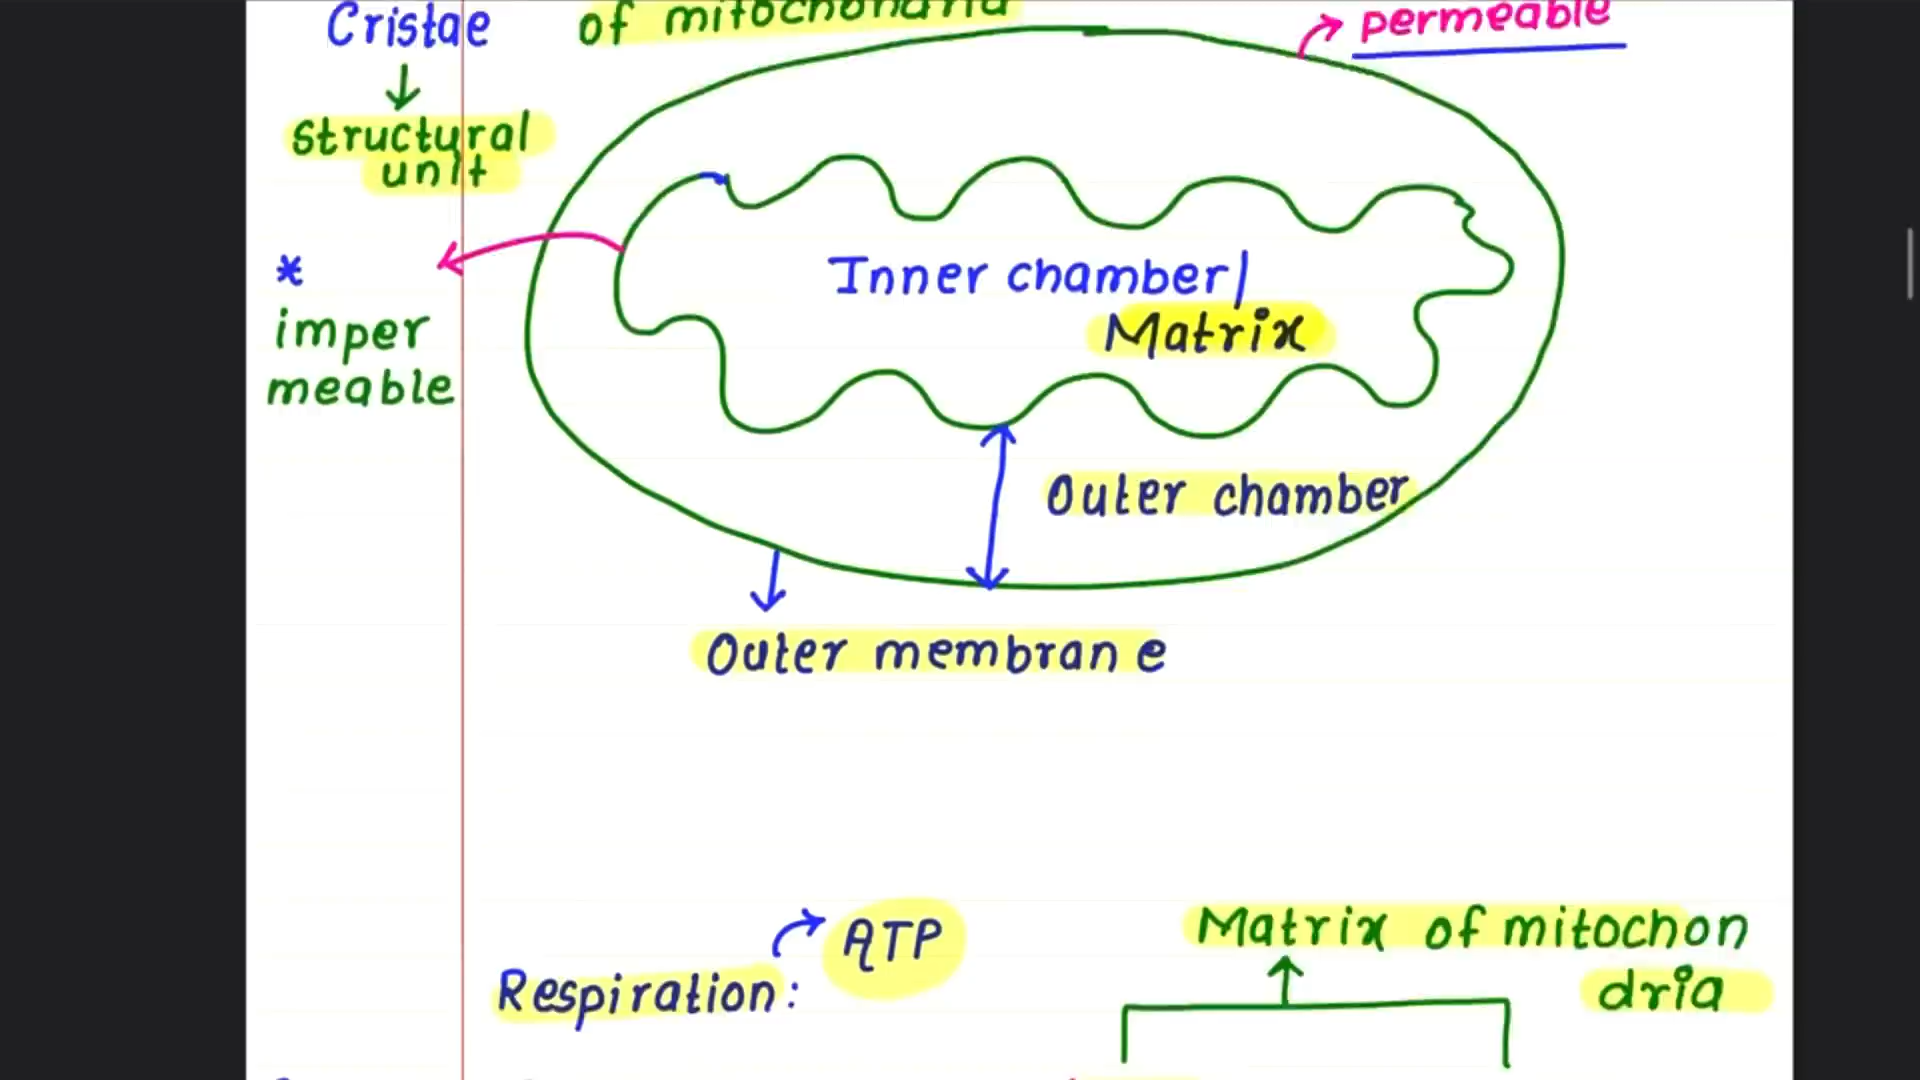 Cristae
of mitochondria
permeable
structural
unit
*
imper
meable
Inner chamber/
Matrix
Outer chamber
Outer membrane
ATP
Respiration:
Matrix of mitochon
dria